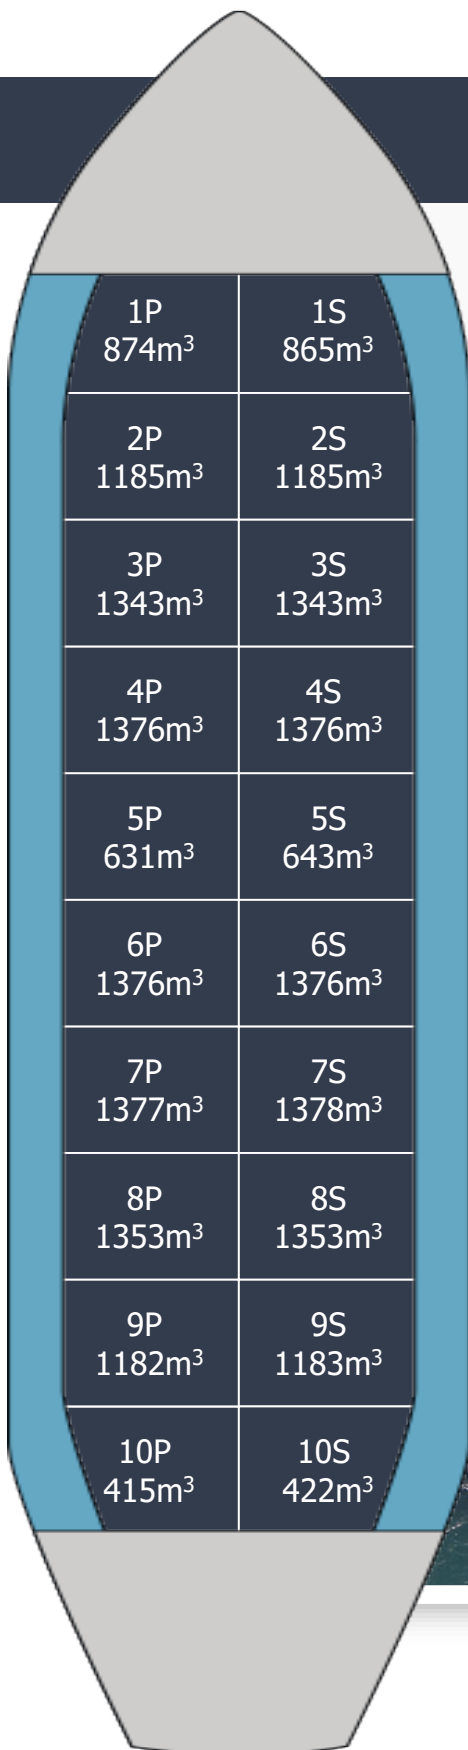 1P
874m³
1S
865m³
2P
1185m³
2S
1185m³
3P
1343m³
3S
1343m³
4P
1376m³
4S
1376m³
5P
631m³
5S
643m³
6P
1376m³
6S
1376m³
7P
1377m³
7S
1378m³
8P
1353m³
8S
1353m³
9P
1182m³
9S
1183m³
10P
415m³
10S
422m³